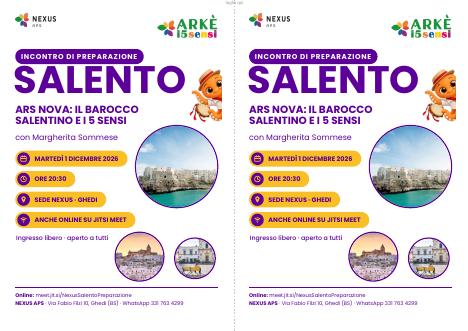 taglia qui
NEXUS
APS
ARKÈ
i5sensi
INCONTRO DI PREPARAZIONE
SALENTO
ARS NOVA: IL BAROCCO
SALENTINO E I 5 SENSI
con Margherita Sommese
MARTEDÌ 1 DICEMBRE 2026
ORE 20:30
SEDE NEXUS · GHEDI
ANCHE ONLINE SU JITSI MEET
Ingresso libero · aperto a tutti
Online: meet.jit.si/NexusSalentoPreparazione
NEXUS APS · Via Fabio Filzi 10, Ghedi (BS) · WhatsApp 331 763 4299
NEXUS
APS
ARKÈ
i5sensi
INCONTRO DI PREPARAZIONE
SALENTO
ARS NOVA: IL BAROCCO
SALENTINO E I 5 SENSI
con Margherita Sommese
MARTEDÌ 1 DICEMBRE 2026
ORE 20:30
SEDE NEXUS · GHEDI
ANCHE ONLINE SU JITSI MEET
Ingresso libero · aperto a tutti
Online: meet.jit.si/NexusSalentoPreparazione
NEXUS APS · Via Fabio Filzi 10, Ghedi (BS) · WhatsApp 331 763 4299